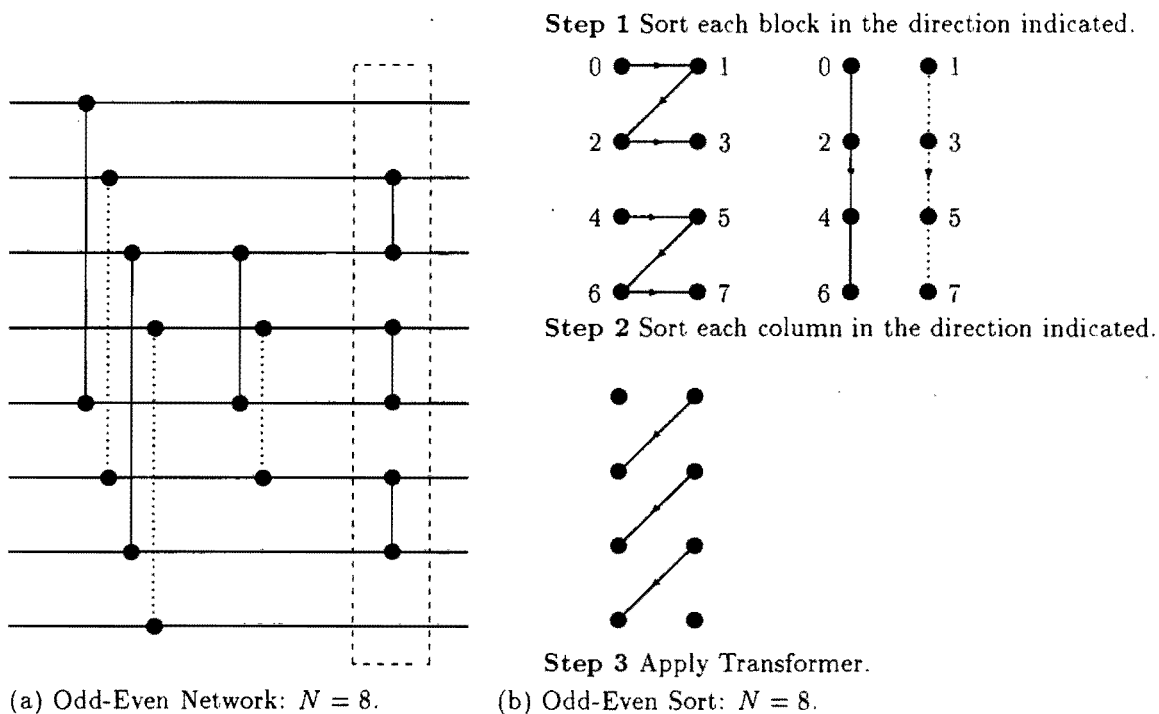 Step 1 Sort each block in the direction indicated.
0 1 0 1
2 3 2 3
4 5 4 5
6 7 6 7
Step 2 Sort each column in the direction indicated.
Step 3 Apply Transformer.
(a) Odd-Even Network: N = 8. (b) Odd-Even Sort: N = 8.